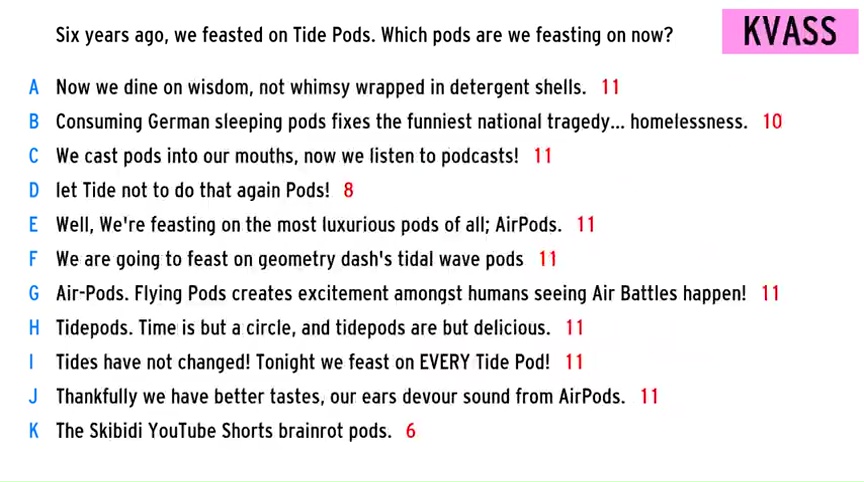 Six years ago, we feasted on Tide Pods. Which pods are we feasting on now?
KVASS
A Now we dine on wisdom, not whimsy wrapped in detergent shells. 11
B Consuming German sleeping pods fixes the funniest national tragedy... homelessness. 10
C We cast pods into our mouths, now we listen to podcasts! 11
D let Tide not to do that again Pods! 8
E Well, We're feasting on the most luxurious pods of all; AirPods. 11
F We are going to feast on geometry dash's tidal wave pods 11
G Air-Pods. Flying Pods creates excitement amongst humans seeing Air Battles happen! 11
H Tidepods. Time is but a circle, and tidepods are but delicious. 11
I Tides have not changed! Tonight we feast on EVERY Tide Pod! 11
J Thankfully we have better tastes, our ears devour sound from AirPods. 11
K The Skibidi YouTube Shorts brainrot pods. 6